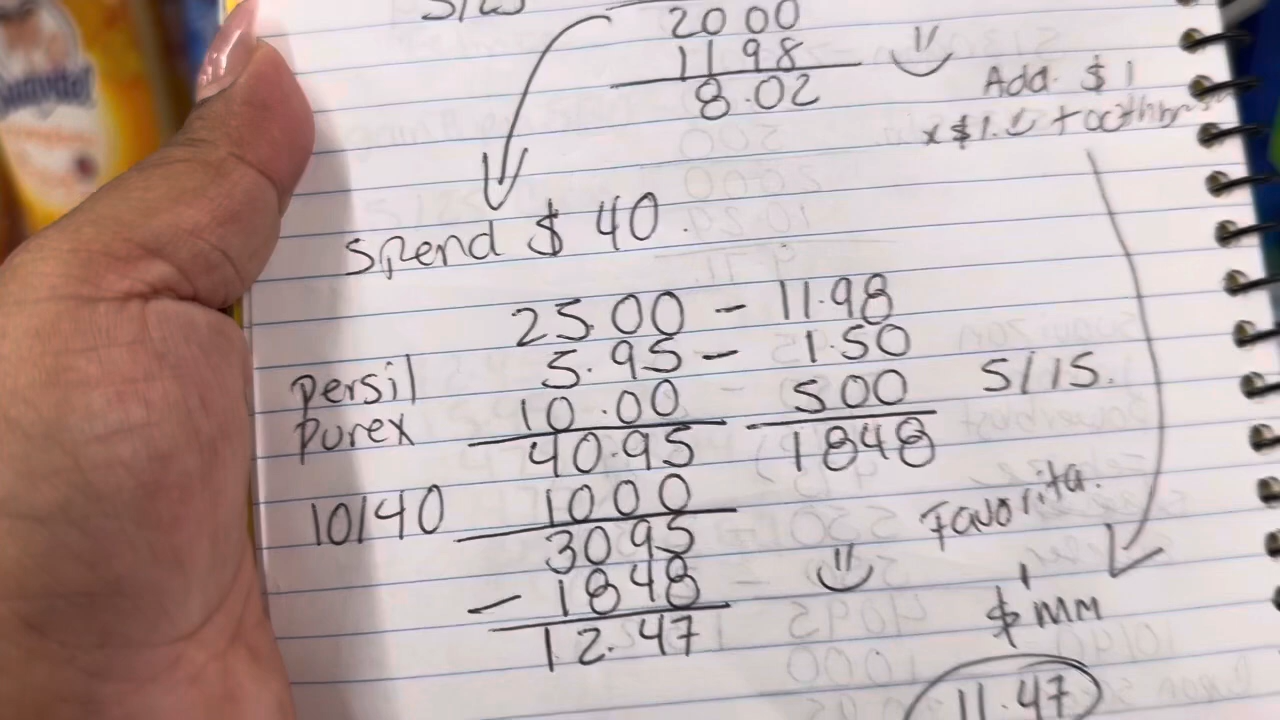 20 00
11 98
8.02
Add $1
x $1.
Spend $40.
25.00 - 11.98
5.95 - 1.50
Persil
10.00 500 5/15.
Purex
40.95 1848
10/40 1000
3095
Favorita.
- 1848
12.47
$1 MM
11.47